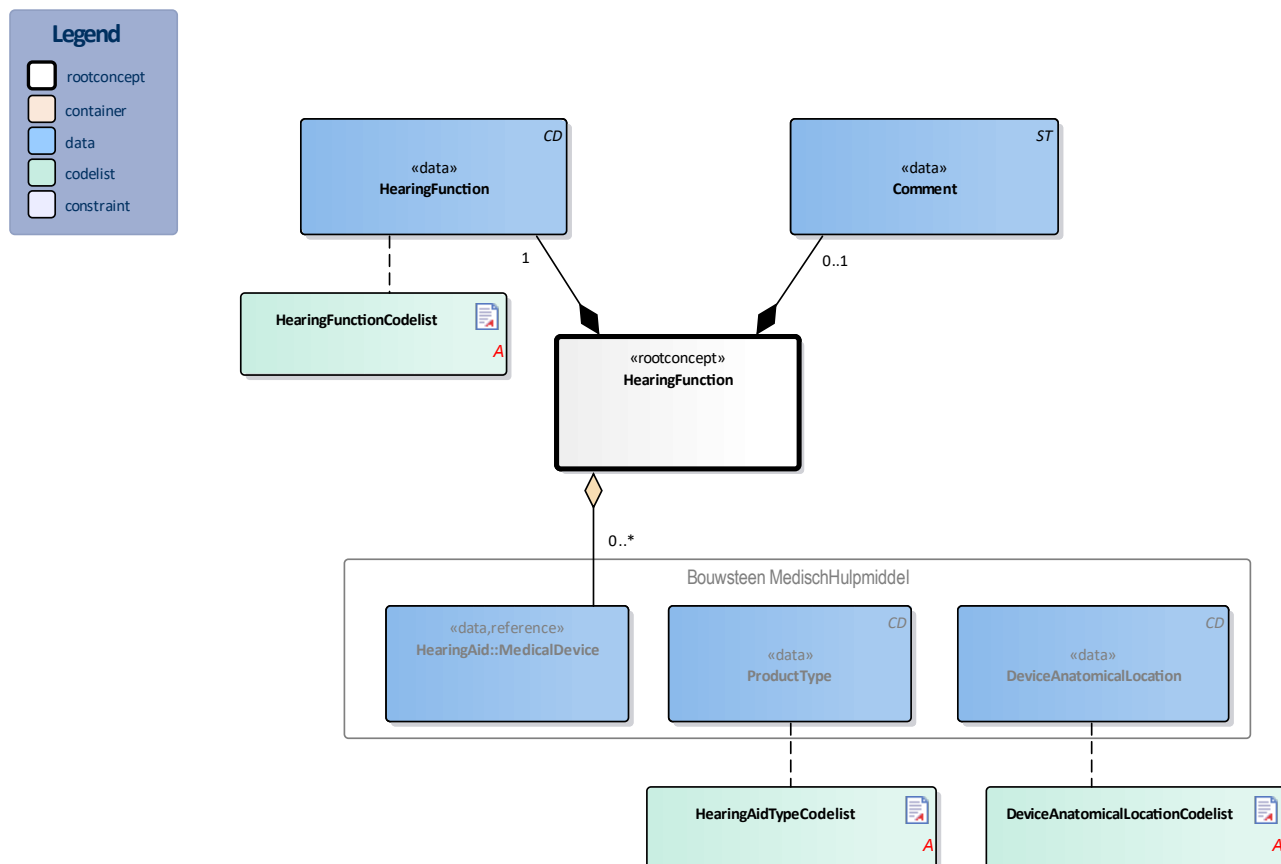 Legend
rootconcept
container
data
codelist
constraint
CD
«data»
HearingFunction
ST
«data»
Comment
1
0..1
HearingFunctionCodelist
A
«rootconcept»
HearingFunction
0..*
Bouwsteen MedischHulpmiddel
«data,reference»
HearingAid::MedicalDevice
CD
«data»
ProductType
CD
«data»
DeviceAnatomicalLocation
HearingAidTypeCodelist
A
DeviceAnatomicalLocationCodelist
A